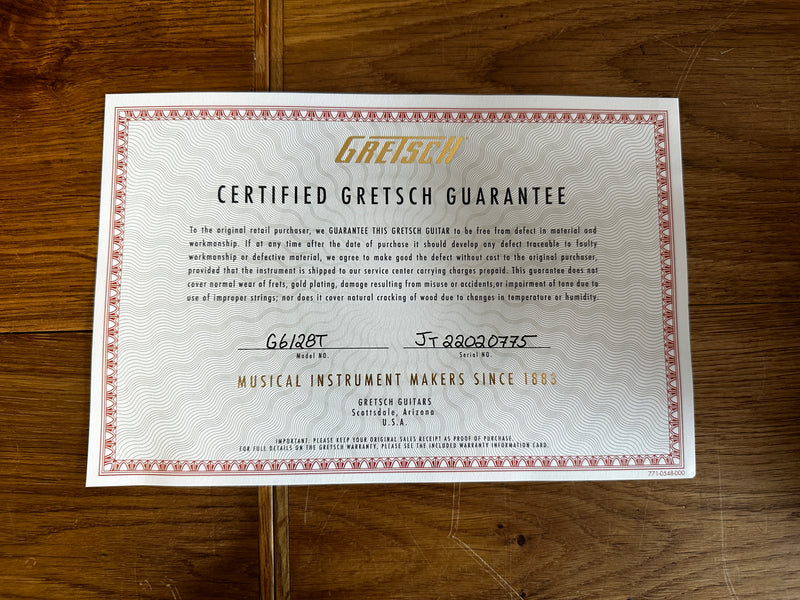 GRETSCH
CERTIFIED GRETSCH GUARANTEE
To the original retail purchaser, we GUARANTEE THIS GRETSCH GUITAR to be free from defect in material and
workmanship. If at any time after the date of purchase it should develop any defect traceable to faulty
workmanship or defective material, we agree to make good the defect without cost to the original purchaser,
provided that the instrument is shipped to our service center carrying charges prepaid. This guarantee does not
cover normal wear of frets, gold plating, damage resulting from misuse or accidents,or impairment of tone due to
use of improper strings; nor does it cover natural cracking of wood due to changes in temperature or humidity.
G6128T JT22020775
Model NO. Serial NO.
MUSICAL INSTRUMENT MAKERS SINCE 1883
GRETSCH GUITARS
Scottsdale, Arizona
U.S.A.
IMPORTANT: PLEASE KEEP YOUR ORIGINAL SALES RECEIPT AS PROOF OF PURCHASE.
FOR FULL DETAILS ON THE GRETSCH WARRANTY, PLEASE SEE THE INCLUDED WARRANTY INFORMATION CARD.
771-0548-000